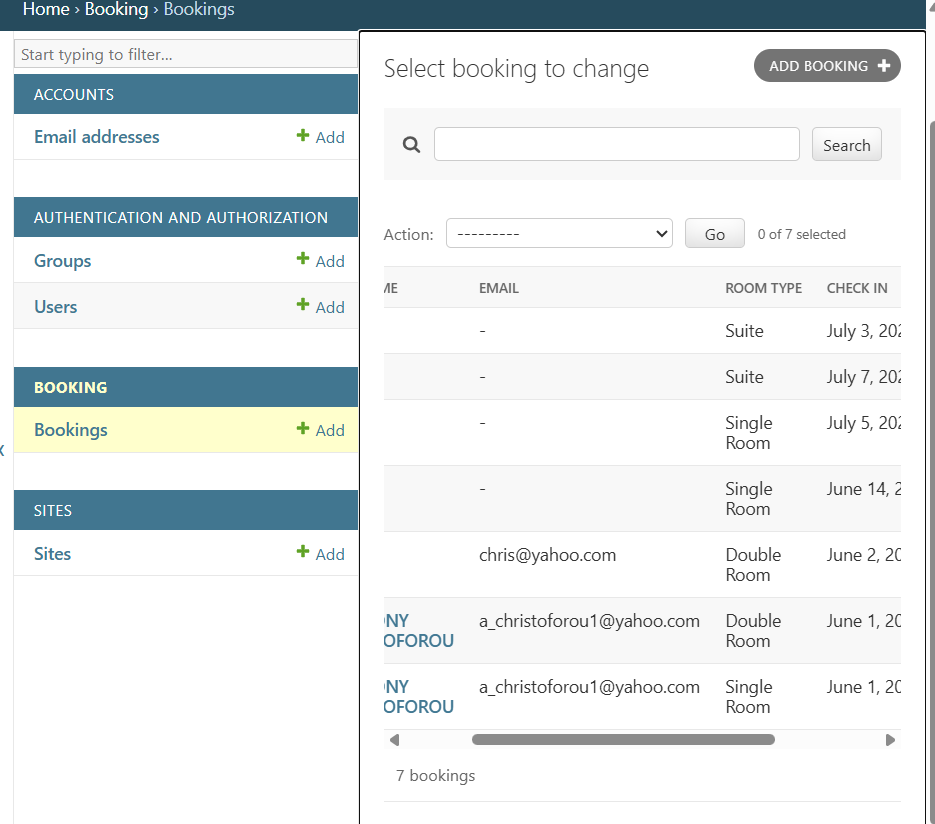 Home › Booking › Bookings
Start typing to filter...
ACCOUNTS
Email addresses + Add
AUTHENTICATION AND AUTHORIZATION
Groups + Add
Users + Add
BOOKING
Bookings + Add
SITES
Sites + Add
Select booking to change
ADD BOOKING +
Search
Action: --------- Go 0 of 7 selected
ME EMAIL ROOM TYPE CHECK IN
- Suite July 3, 202
- Suite July 7, 202
- Single Room July 5, 202
- Single Room June 14, 2
chris@yahoo.com Double Room June 2, 20
NY OFOROU a_christoforou1@yahoo.com Double Room June 1, 20
NY OFOROU a_christoforou1@yahoo.com Single Room June 1, 20
7 bookings